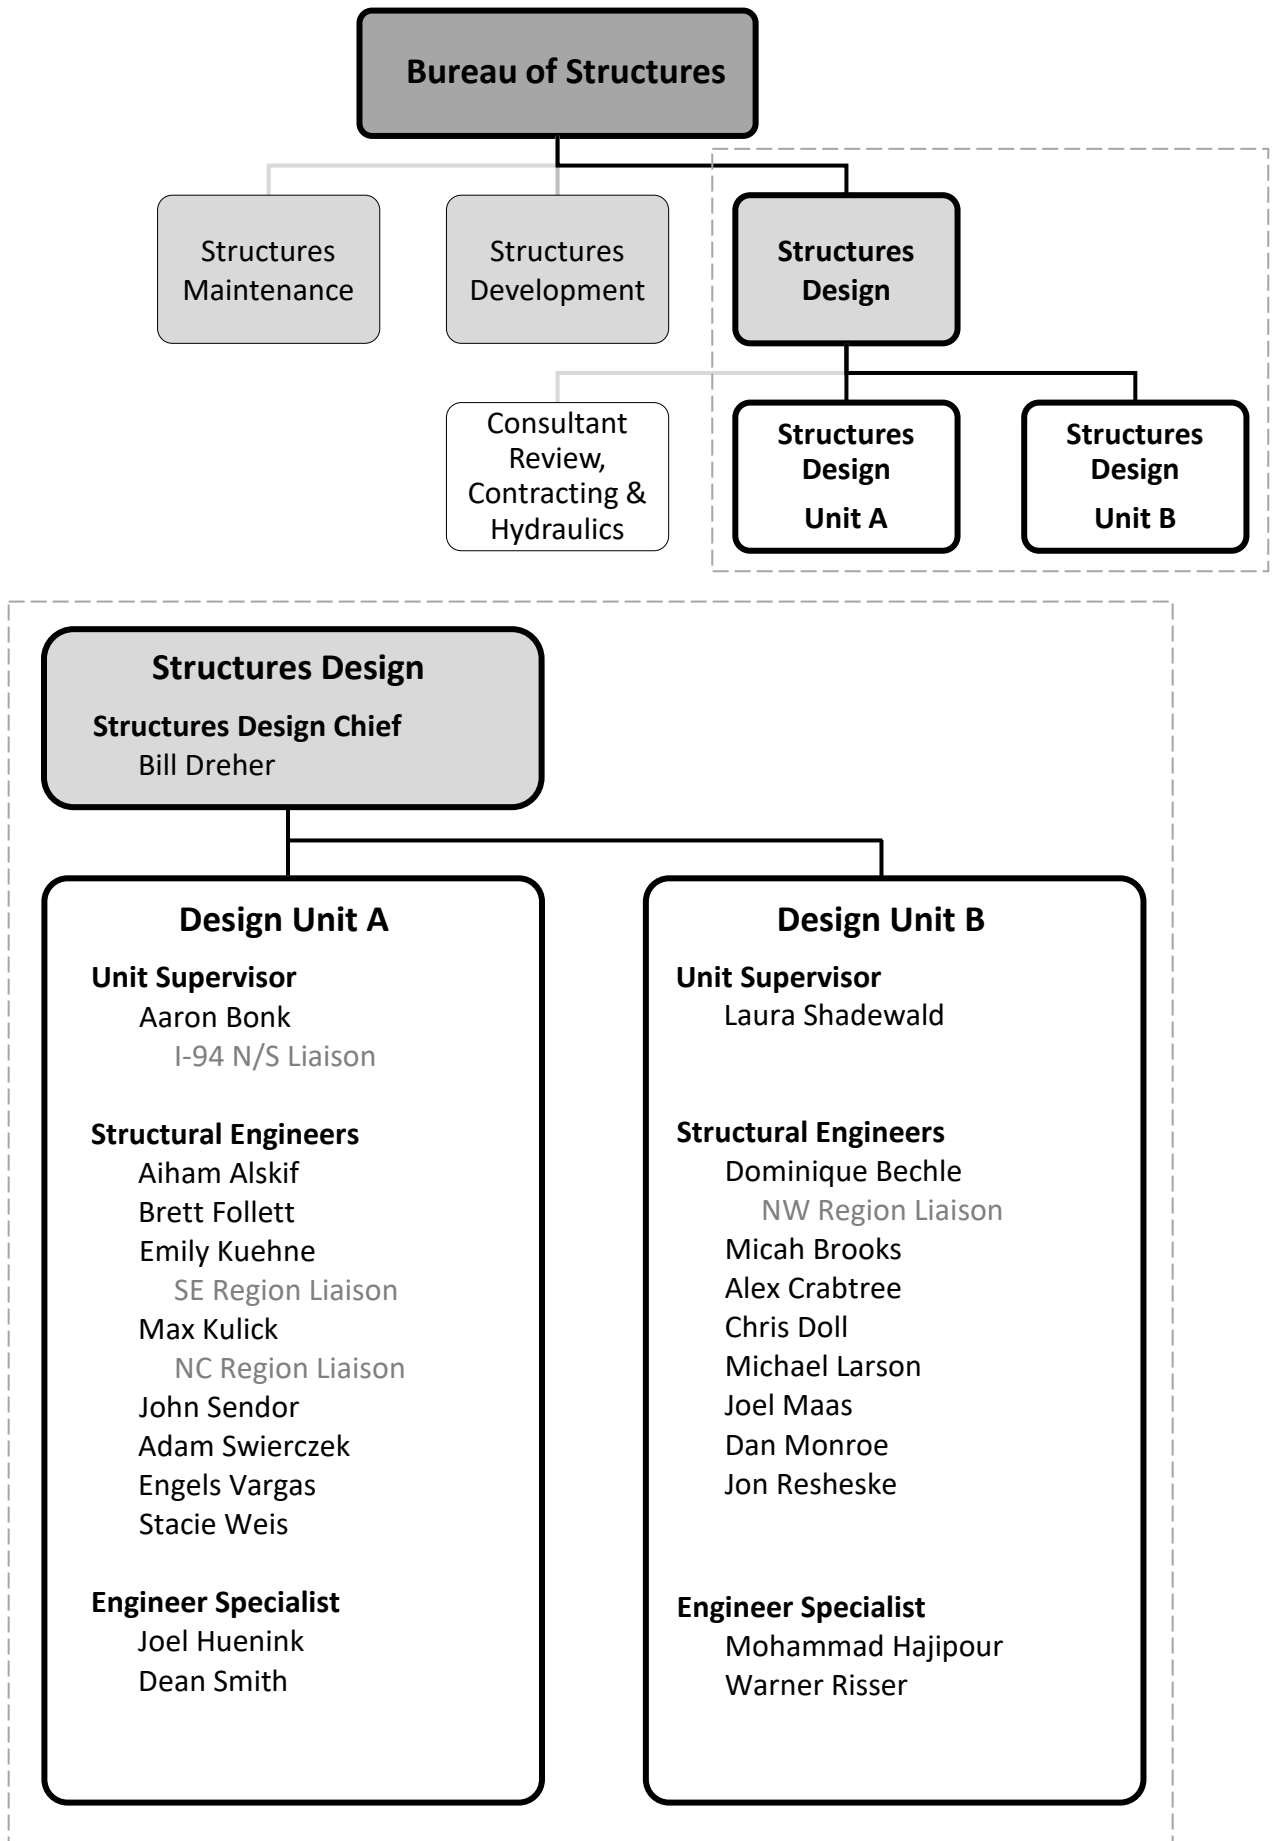 Bureau of Structures
Structures
Maintenance
Structures
Development
Structures
Design
Consultant
Review,
Contracting &
Hydraulics
Structures
Design
Unit A
Structures
Design
Unit B
Structures Design
Structures Design Chief
Bill Dreher
Design Unit A
Unit Supervisor
Aaron Bonk
I-94 N/S Liaison
Structural Engineers
Aiham Alskif
Brett Follett
Emily Kuehne
SE Region Liaison
Max Kulick
NC Region Liaison
John Sendor
Adam Swierczek
Engels Vargas
Stacie Weis
Engineer Specialist
Joel Huenink
Dean Smith
Design Unit B
Unit Supervisor
Laura Shadewald
Structural Engineers
Dominique Bechle
NW Region Liaison
Micah Brooks
Alex Crabtree
Chris Doll
Michael Larson
Joel Maas
Dan Monroe
Jon Resheske
Engineer Specialist
Mohammad Hajipour
Warner Risser